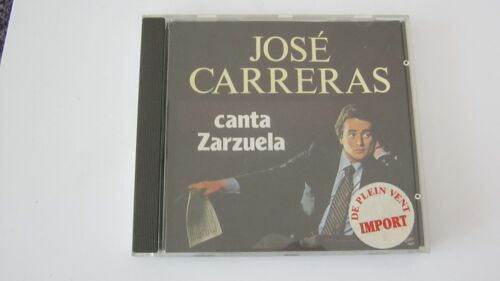 JOSÉ
CARRERAS
canta
Zarzuela
DE PLEIN VENT
IMPORT